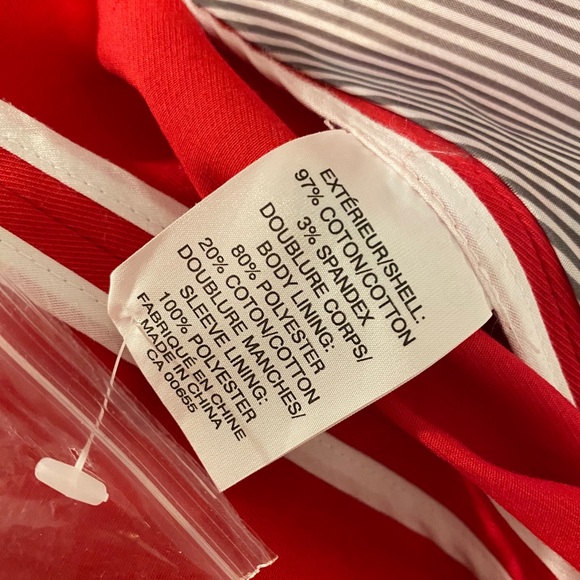 EXTÉRIEUR/SHELL:
97% COTON/COTTON
3% SPANDEX
DOUBLURE CORPS/
BODY LINING:
80% POLYESTER
20% COTON/COTTON
DOUBLURE MANCHES/
SLEEVE LINING:
100% POLYESTER
FABRIQUÉ EN CHINE
MADE IN CHINA
CA 00655